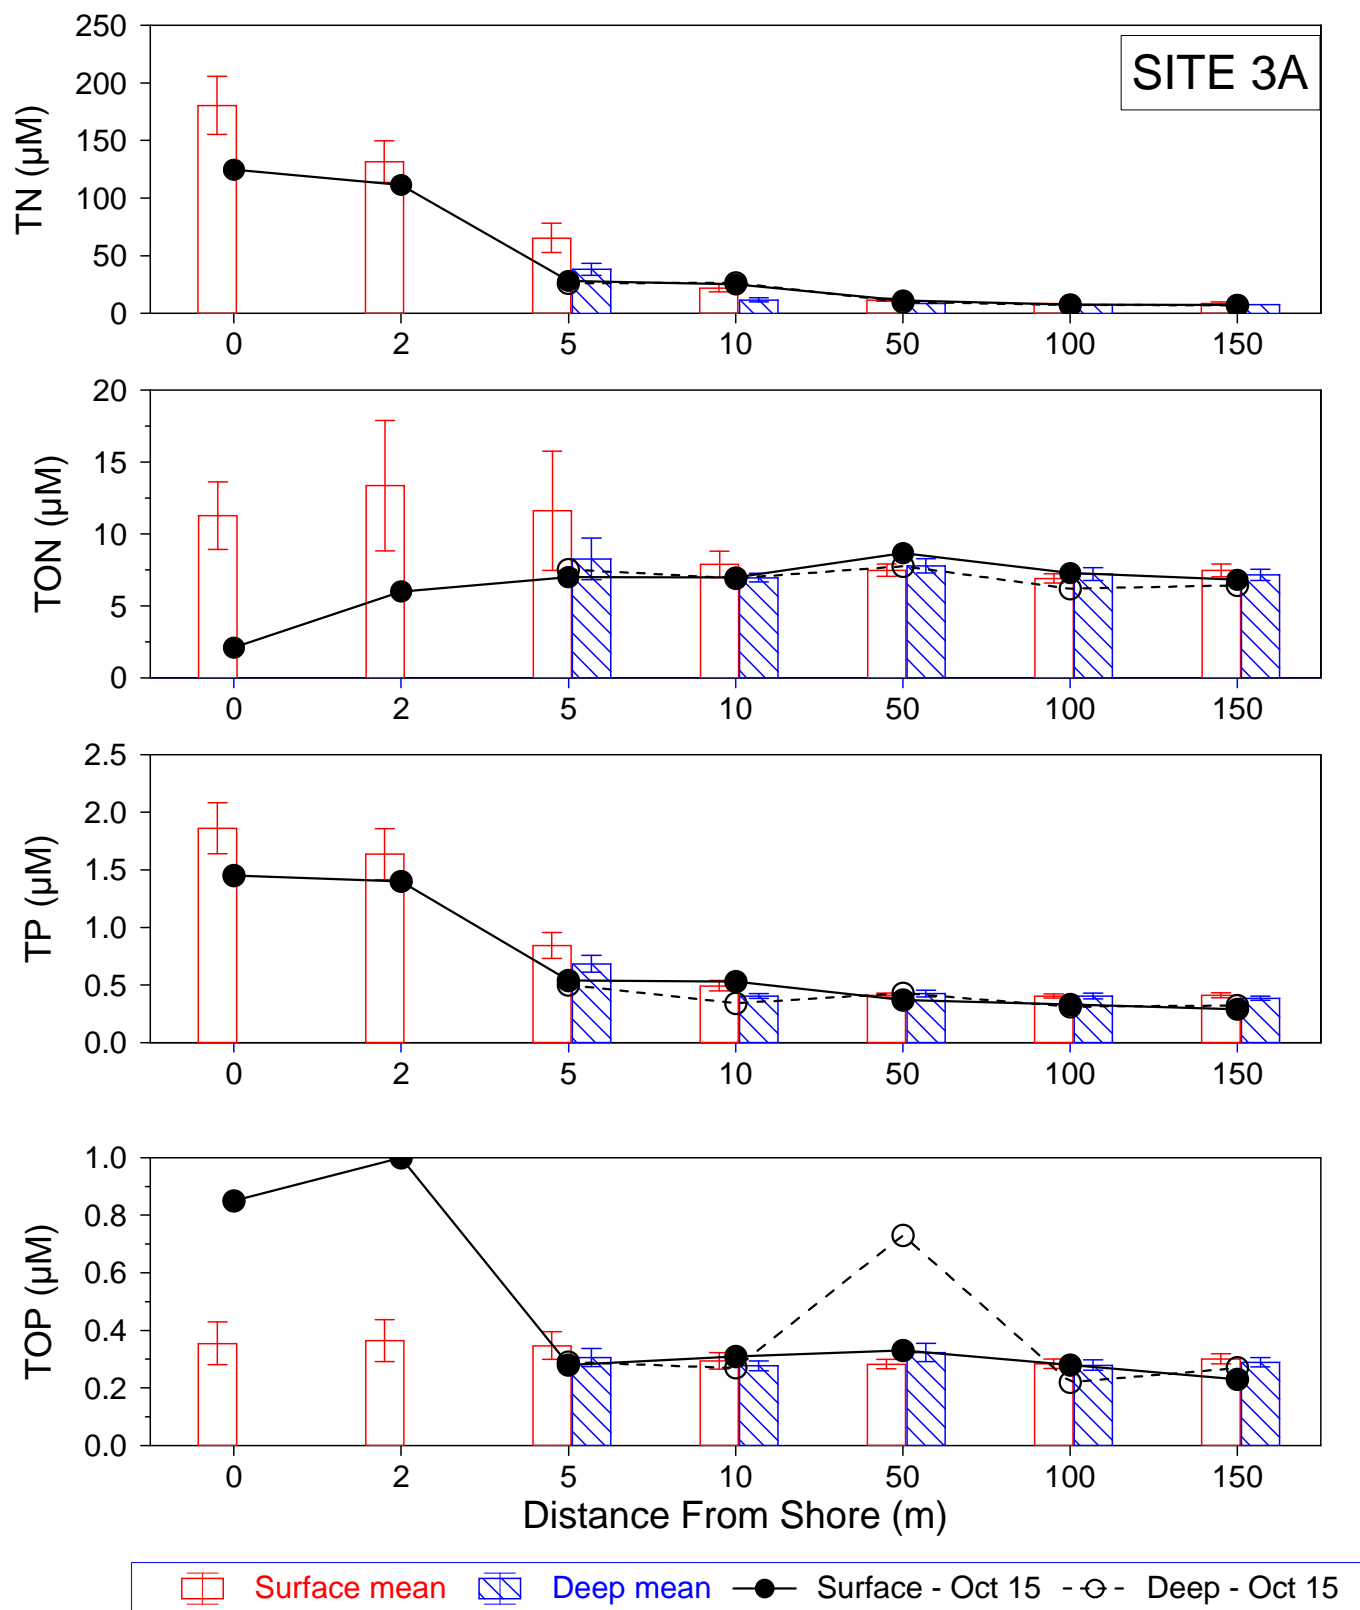 SITE 3A
TN (µM)
250
200
150
100
50
0
0 2 5 10 50 100 150
TON (µM)
20
15
10
5
0
0 2 5 10 50 100 150
TP (µM)
2.5
2.0
1.5
1.0
0.5
0.0
0 2 5 10 50 100 150
TOP (µM)
1.0
0.8
0.6
0.4
0.2
0.0
0 2 5 10 50 100 150
Distance From Shore (m)
Surface mean Deep mean Surface - Oct 15 Deep - Oct 15